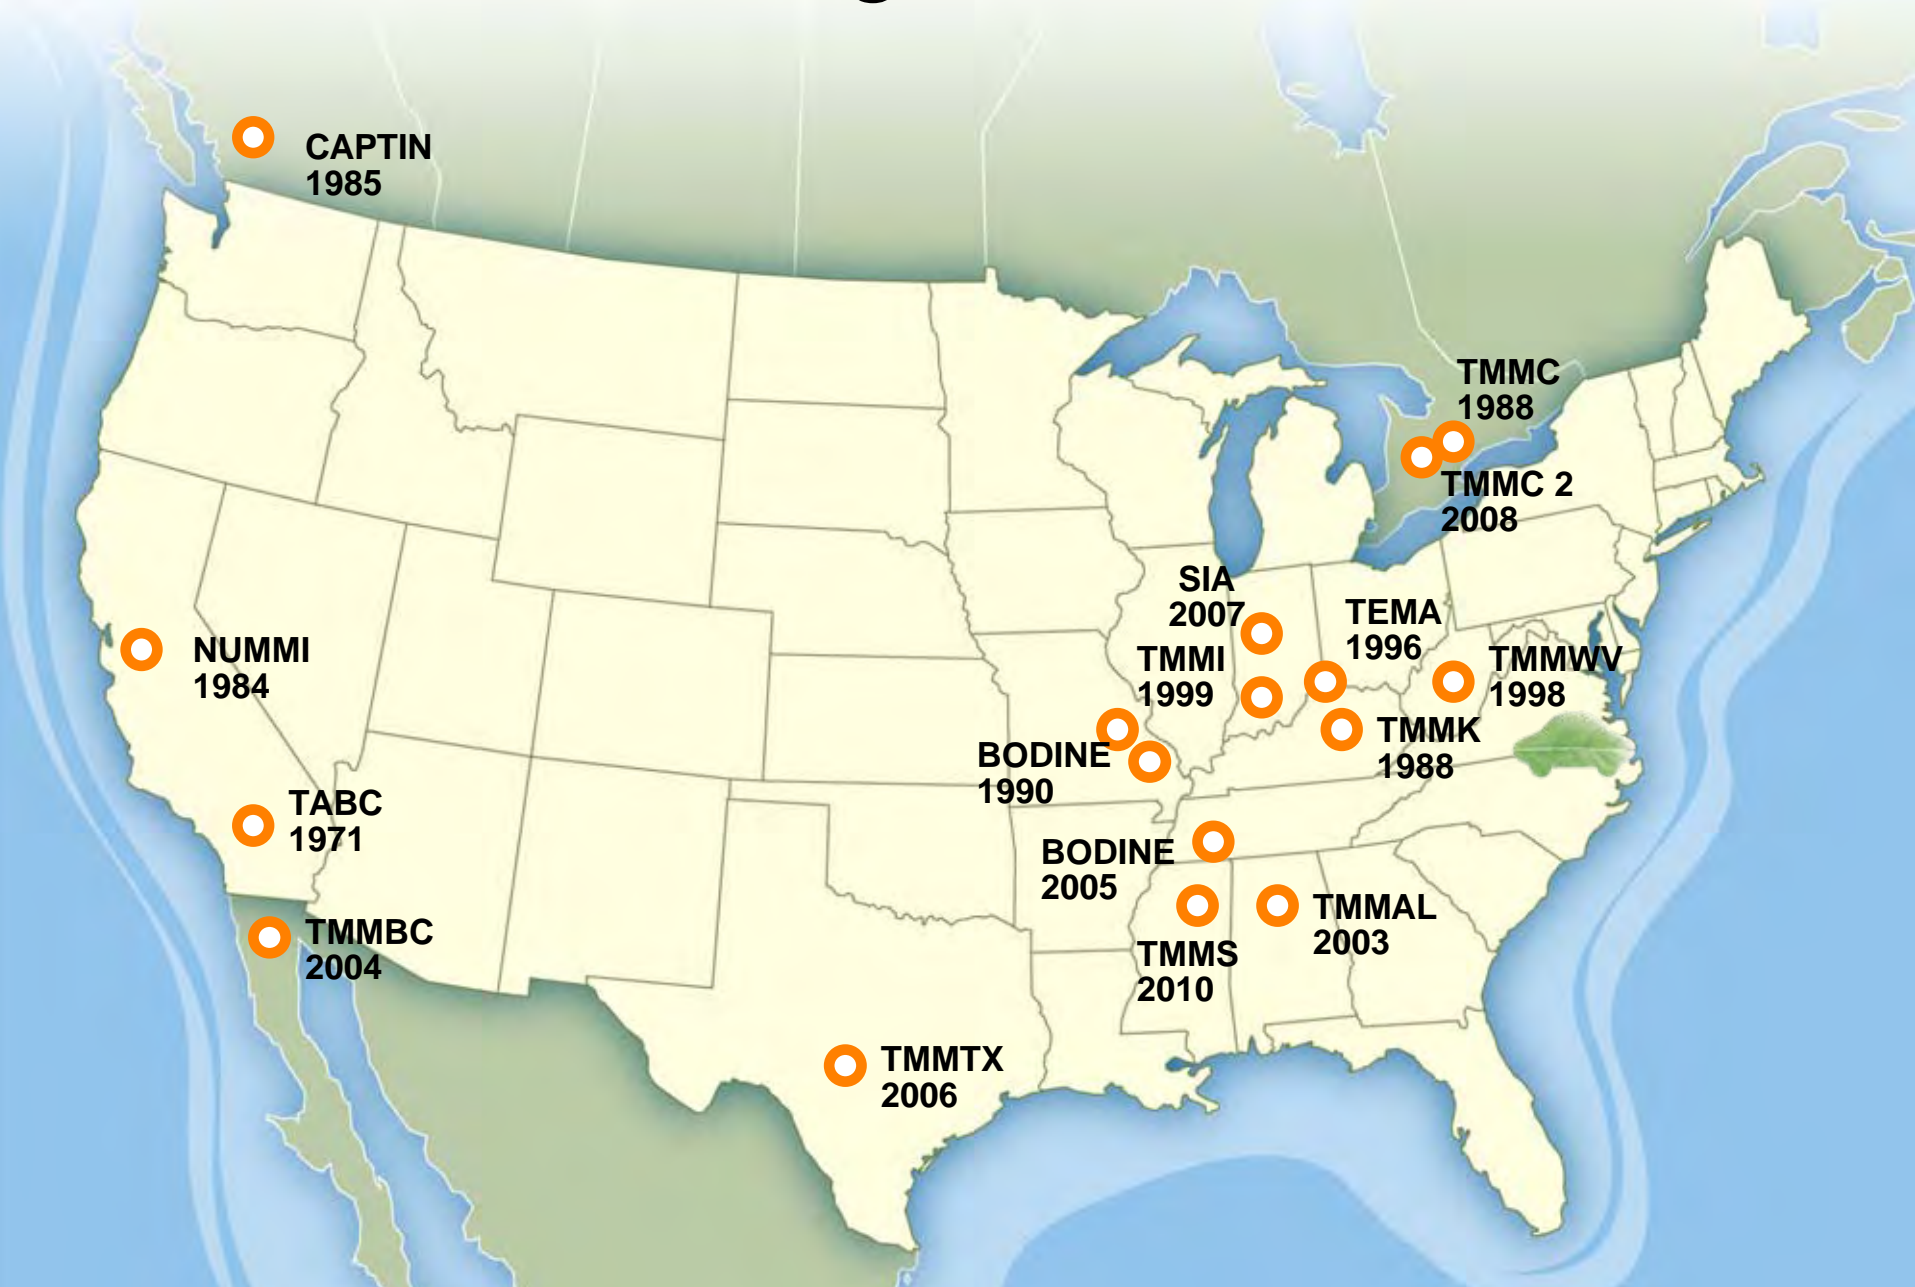 CAPTIN
1985
TMMC
1988
TMMC 2
2008
SIA
2007
TEMA
1996
NUMMI
1984
TMMI
1999
TMMWV
1998
BODINE
1990
TMMK
1988
TABC
1971
BODINE
2005
TMMAL
2003
TMMBC
2004
TMMS
2010
TMMTX
2006